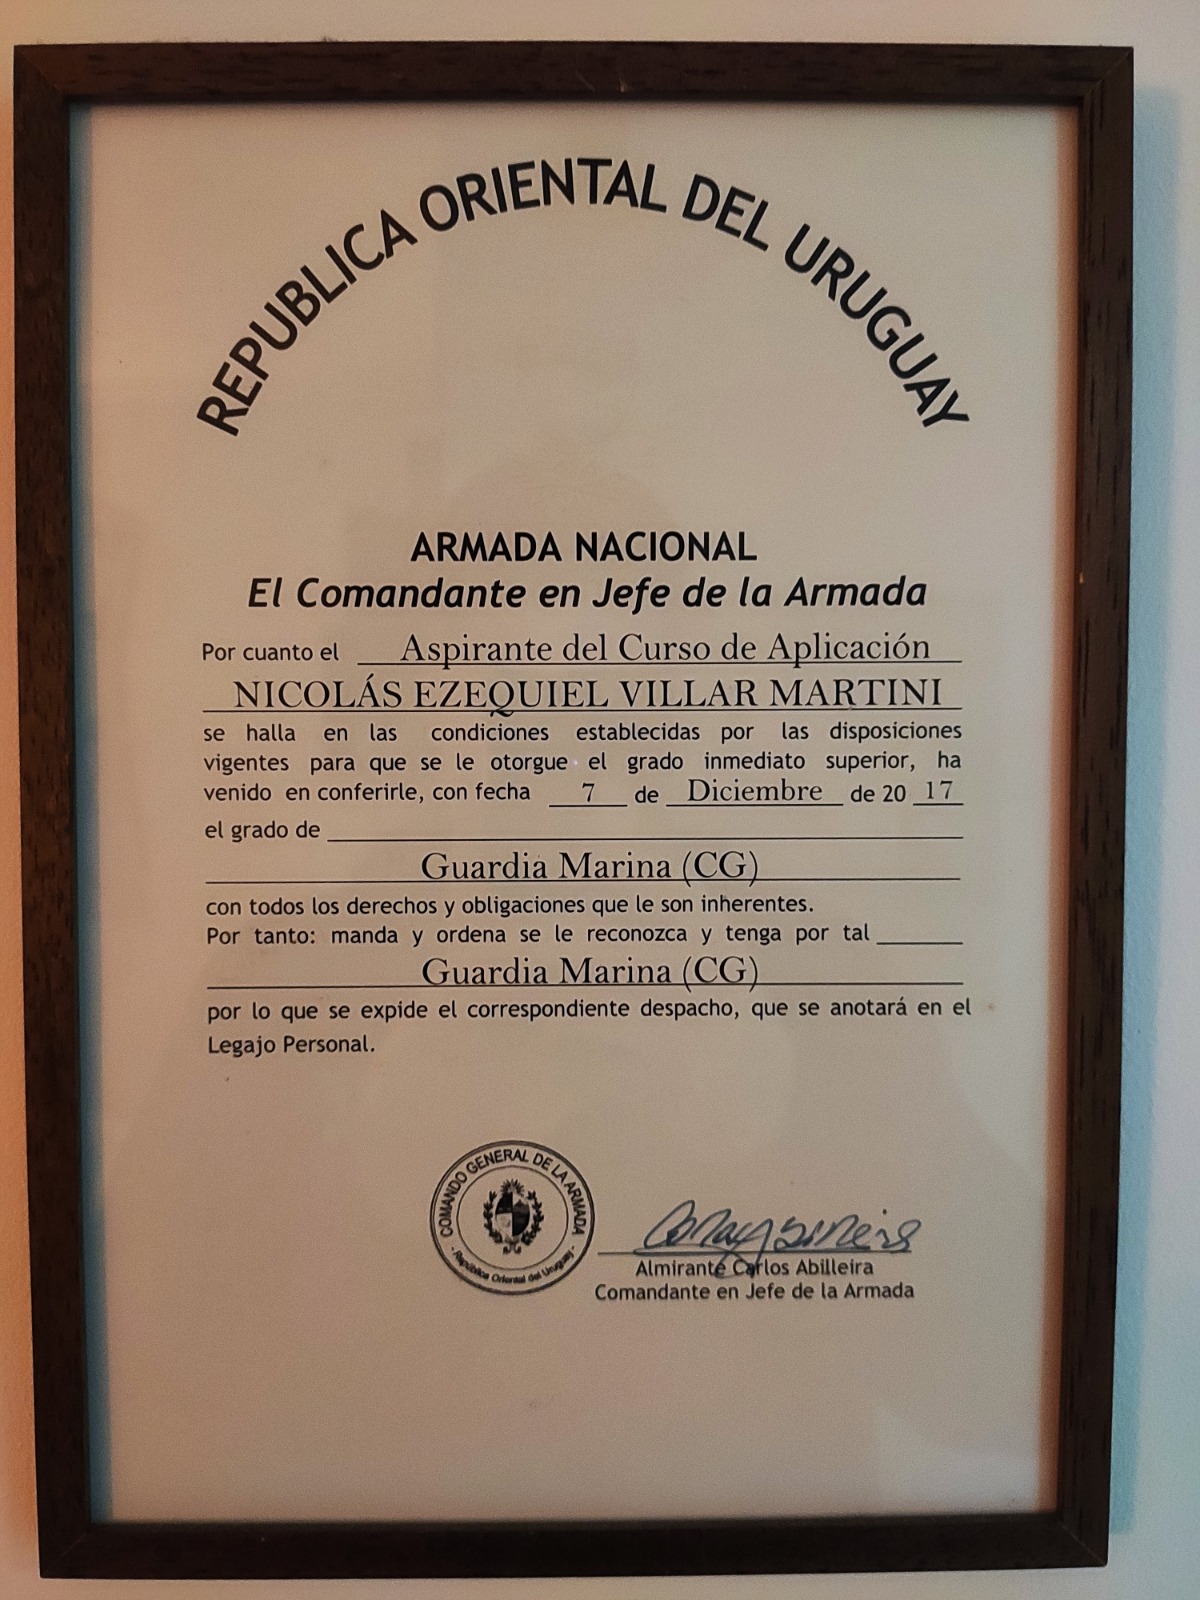 REPUBLICA ORIENTAL DEL URUGUAY
ARMADA NACIONAL
El Comandante en Jefe de la Armada
Por cuanto el Aspirante del Curso de Aplicación
NICOLÁS EZEQUIEL VILLAR MARTINI
se halla en las condiciones establecidas por las disposiciones
vigentes para que se le otorgue el grado inmediato superior, ha
venido en conferirle, con fecha 7 de Diciembre de 20 17
el grado de
Guardia Marina (CG)
con todos los derechos y obligaciones que le son inherentes.
Por tanto: manda y ordena se le reconozca y tenga por tal
Guardia Marina (CG)
por lo que se expide el correspondiente despacho, que se anotará en el
Legajo Personal.
COMANDO GENERAL DE LA ARMADA
- República Oriental del Uruguay -
Almirante Carlos Abilleira
Comandante en Jefe de la Armada